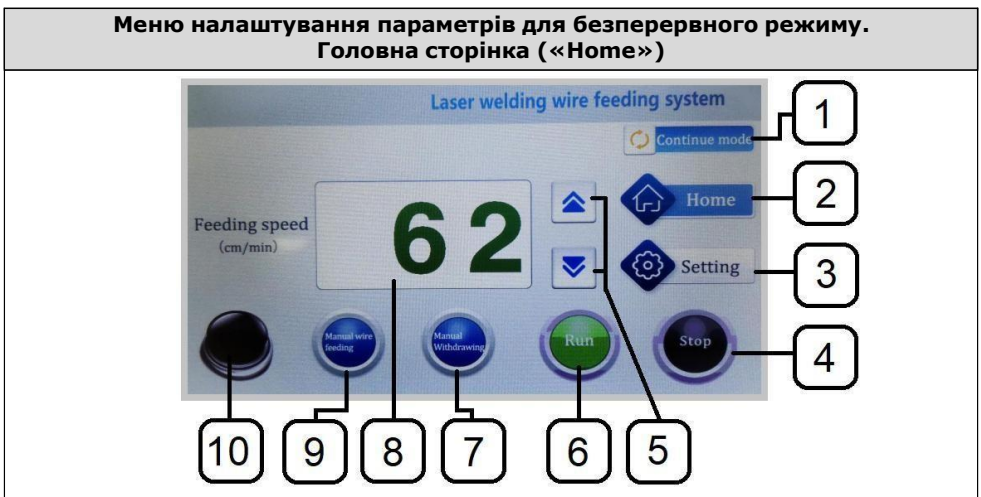 Меню налаштування параметрів для безперервного режиму.
Головна сторінка («Home»)
Laser welding wire feeding system
1
Continue mode
2
Home
Feeding speed
(cm/min)
62
3
Setting
Manual wire
feeding
Manual
Withdrawing
Run
Stop
4
10
9
8
7
6
5